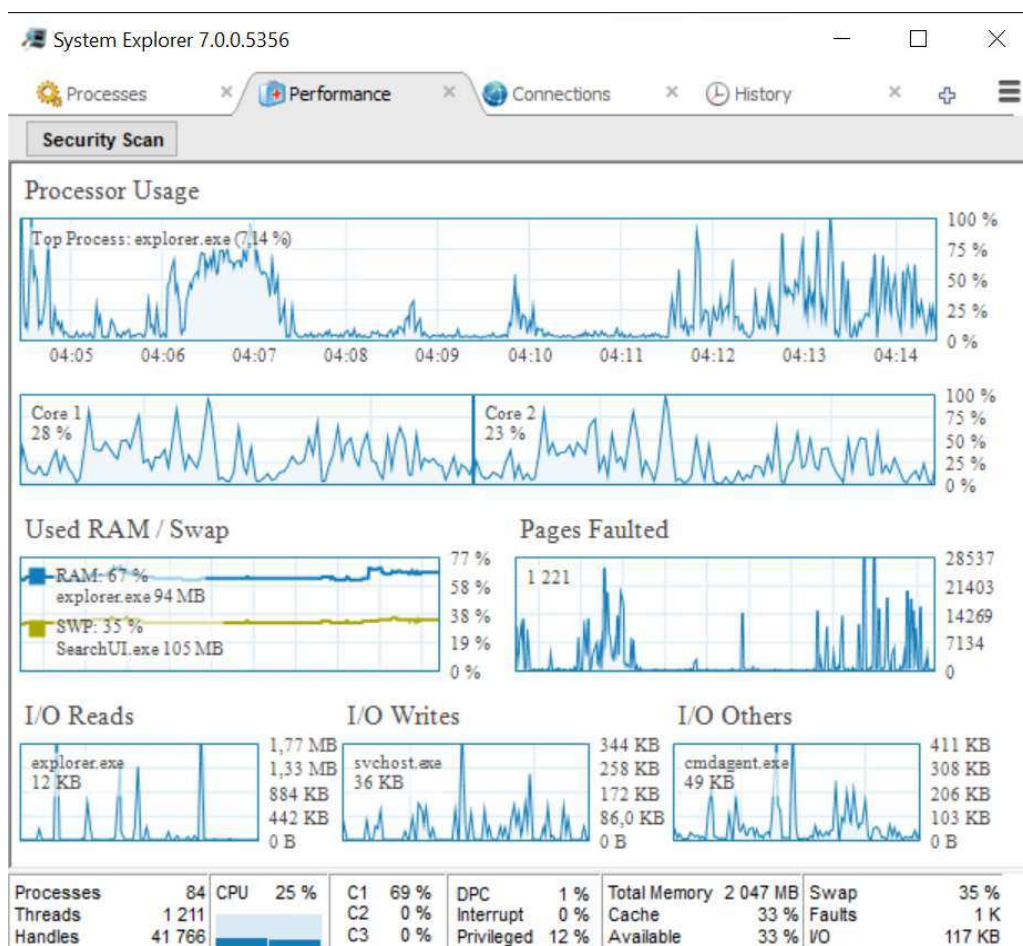 System Explorer 7.0.0.5356
Processes
Performance
Connections
History
Security Scan
Processor Usage
Top Process: explorer.exe (7,14 %)
100 %
75 %
50 %
25 %
0 %
04:05 04:06 04:07 04:08 04:09 04:10 04:11 04:12 04:13 04:14
Core 1
28 %
Core 2
23 %
100 %
75 %
50 %
25 %
0 %
Used RAM / Swap
RAM: 67 %
explorer.exe 94 MB
SWP: 35 %
SearchUI.exe 105 MB
77 %
58 %
38 %
19 %
0 %
Pages Faulted
1 221
28537
21403
14269
7134
0
I/O Reads
explorer.exe
12 KB
1,77 MB
1,33 MB
884 KB
442 KB
0 B
I/O Writes
svchost.exe
36 KB
344 KB
258 KB
172 KB
86,0 KB
0 B
I/O Others
cmdagent.exe
49 KB
411 KB
308 KB
206 KB
103 KB
0 B
Processes 84 CPU 25 % C1 69 % DPC 1 % Total Memory 2 047 MB Swap 35 %
Threads 1 211 C2 0 % Interrupt 0 % Cache 33 % Faults 1 K
Handles 41 766 C3 0 % Privileged 12 % Available 33 % I/O 117 KB